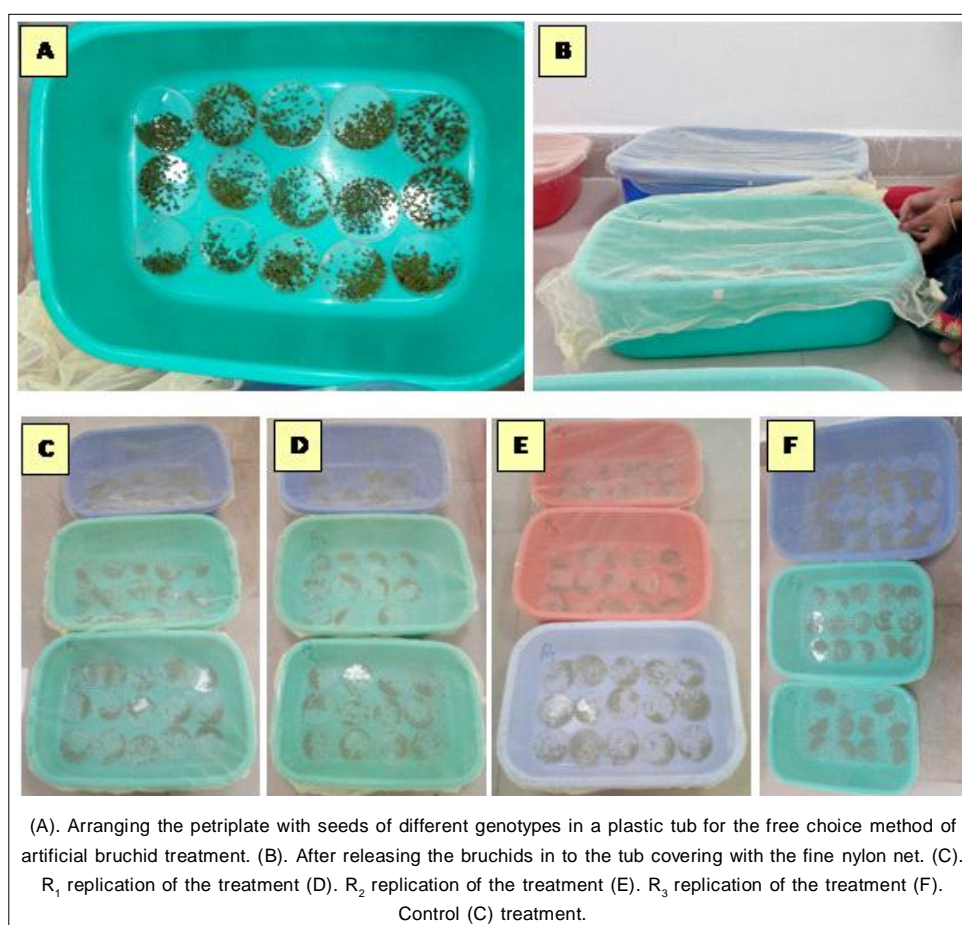 A
B
C
D
E
F
R3
(A). Arranging the petriplate with seeds of different genotypes in a plastic tub for the free choice method of
artificial bruchid treatment. (B). After releasing the bruchids in to the tub covering with the fine nylon net. (C).
R₁ replication of the treatment (D). R₂ replication of the treatment (E). R₃ replication of the treatment (F).
Control (C) treatment.